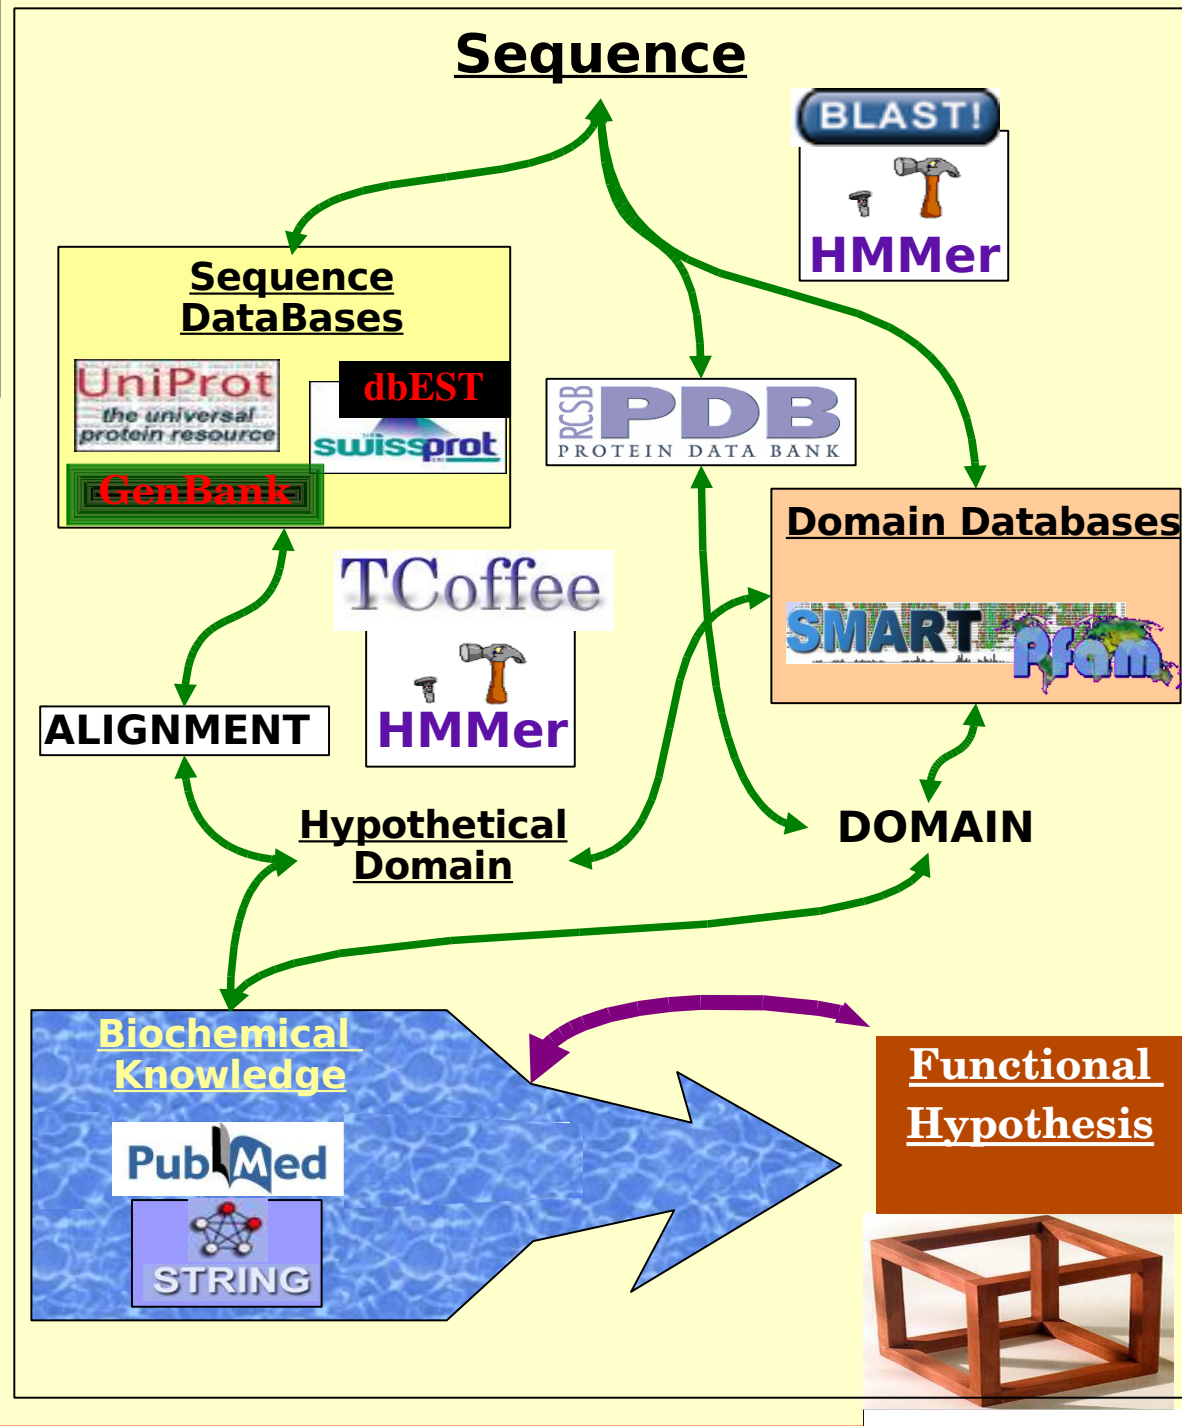 Sequence
BLAST!
HMMer
Sequence
DataBases
UniProt
the universal
protein resource
dbEST
swissprot
GenBank
RCSB
PDB
PROTEIN DATA BANK
Domain Databases
SMART
Pfam
TCoffee
HMMer
ALIGNMENT
Hypothetical
Domain
DOMAIN
Biochemical
Knowledge
PubMed
STRING
Functional
Hypothesis